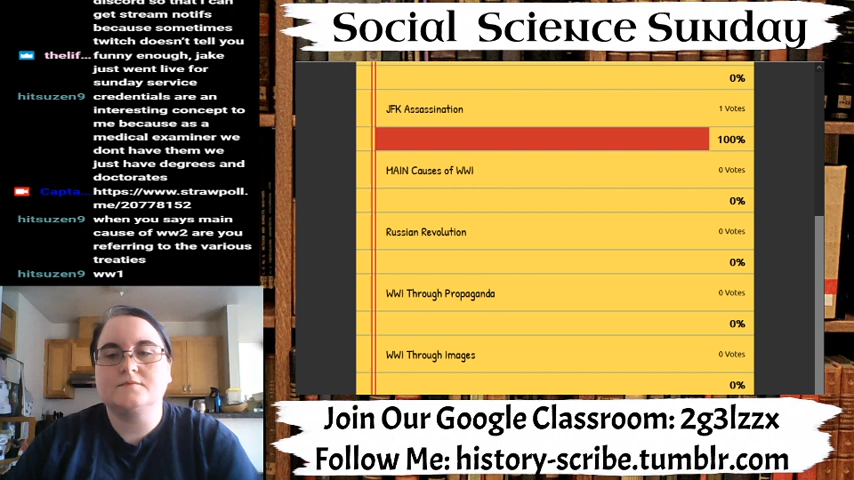 discord so that I can
get stream notifs
because sometimes
twitch doesn't tell you
thelif... funny enough, jake
just went live for
sunday service
hitsuzen9 credentials are an
interesting concept to
me because as a
medical examiner we
dont have them we
just have degrees and
doctorates
Capta... https://www.strawpoll.
me/20778152
hitsuzen9 when you says main
cause of ww2 are you
referring to the various
treaties
hitsuzen9 ww1
Social Science Sunday
0%
JFK Assassination 1 Votes
100%
MAIN Causes of WWI 0 Votes
0%
Russian Revolution 0 Votes
0%
WWI Through Propaganda 0 Votes
0%
WWI Through Images 0 Votes
0%
Join Our Google Classroom: 2g3lzzx
Follow Me: history-scribe.tumblr.com